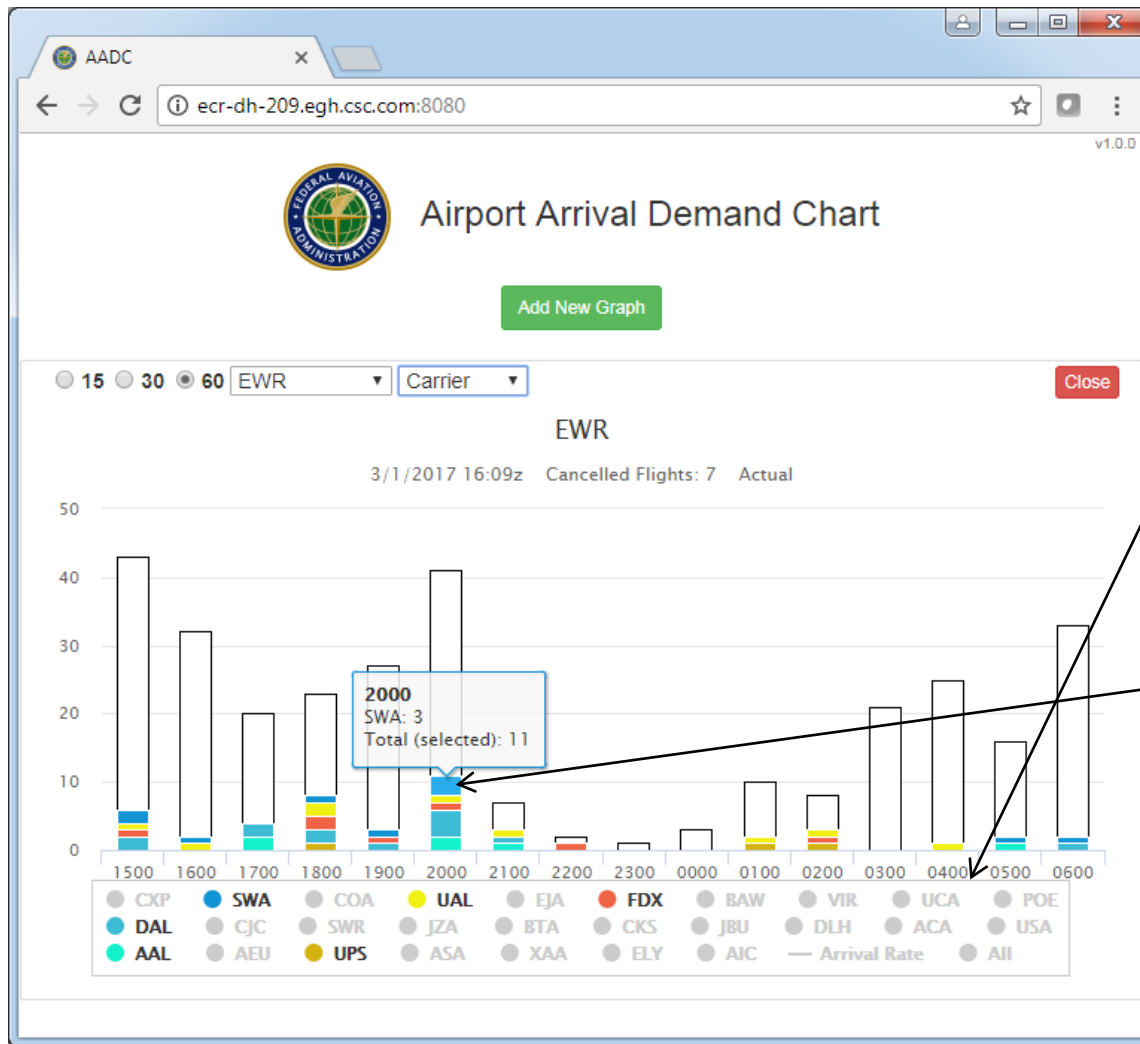 AADC
ecr-dh-209.egh.csc.com:8080
v1.0.0
FEDERAL AVIATION ADMINISTRATION
Airport Arrival Demand Chart
Add New Graph
15 30 60 EWR Carrier Close
EWR
3/1/2017 16:09z Cancelled Flights: 7 Actual
50
40
30
20
10
0
2000
SWA: 3
Total (selected): 11
1500 1600 1700 1800 1900 2000 2100 2200 2300 0000 0100 0200 0300 0400 0500 0600
CXP SWA COA UAL EJA FDX BAW VIR UCA POE
DAL CJC SWR JZA BTA CKS JBU DLH ACA USA
AAL AEU UPS ASA XAA ELY AIC Arrival Rate All